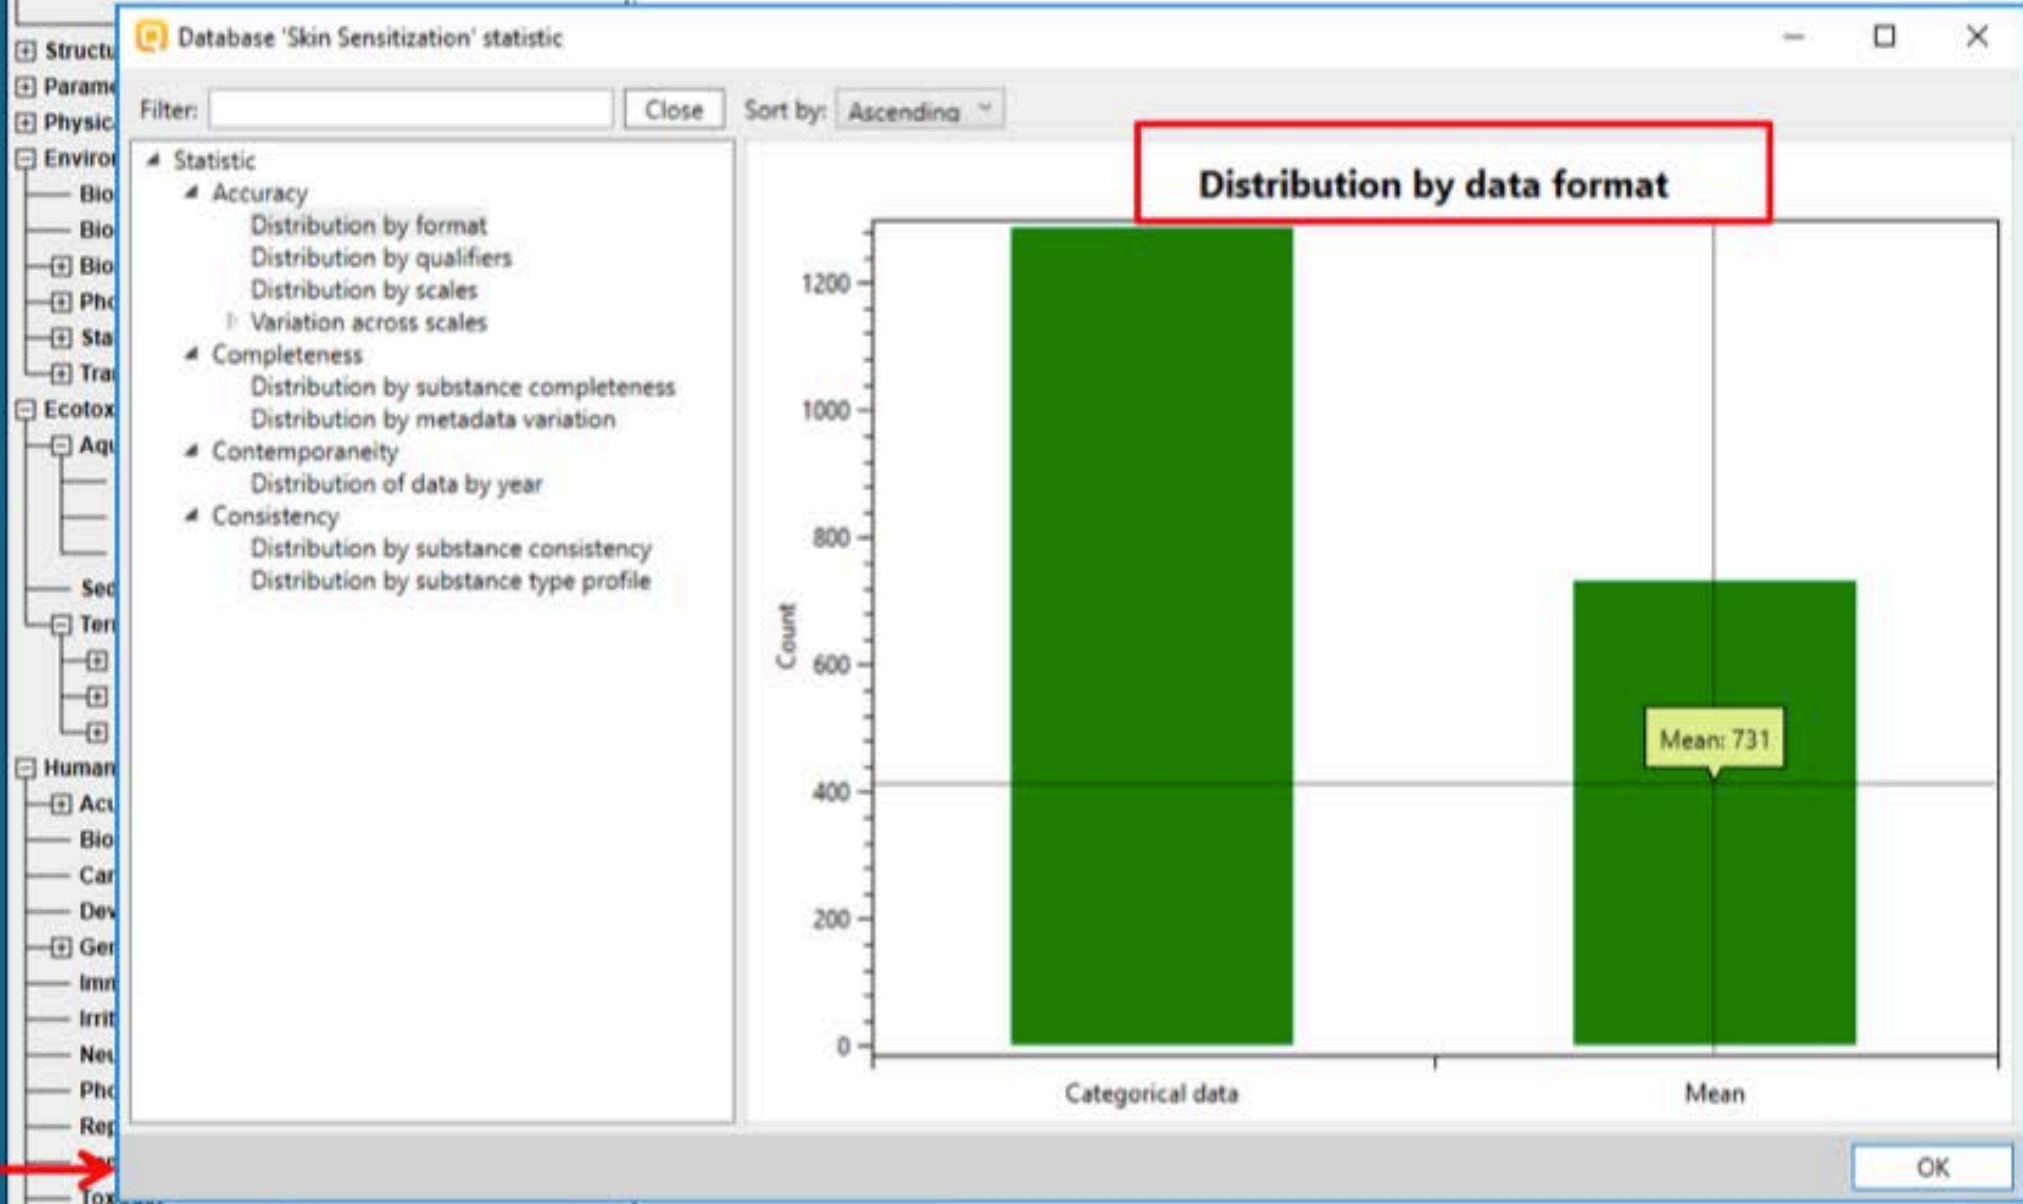 Database 'Skin Sensitization' statistic
Filter:
Close
Sort by:
Ascending
Statistic
Accuracy
Distribution by format
Distribution by qualifiers
Distribution by scales
Variation across scales
Completeness
Distribution by substance completeness
Distribution by metadata variation
Contemporaneity
Distribution of data by year
Consistency
Distribution by substance consistency
Distribution by substance type profile
Distribution by data format
1200
1000
800
600
400
200
0
Count
Mean: 731
Categorical data
Mean
OK
Structu
Parame
Physic
Enviro
Bio
Bio
Bio
Pho
Sta
Tra
Ecotox
Aqu
Sed
Terr
Human
Acu
Bio
Car
Dev
Gen
Imm
Irrit
Neu
Pho
Rep